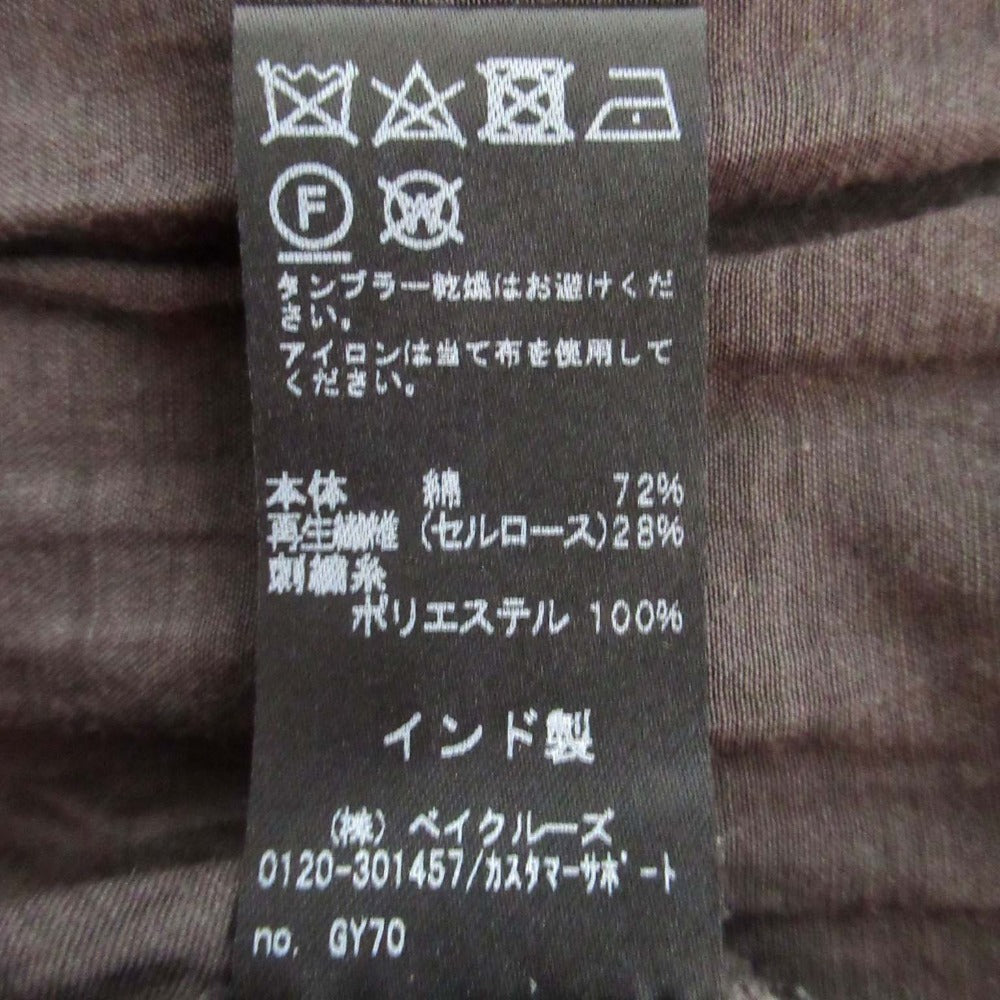 F W
タンブラー乾燥はお避けくだ
さい。
アイロンは当て布を使用して
ください。
本体 綿 72%
再生繊維 (セルロース)28%
刺繍糸
ポリエステル 100%
インド製
(株) ベイクルーズ
0120-301457/カスタマーサポート
no. GY70